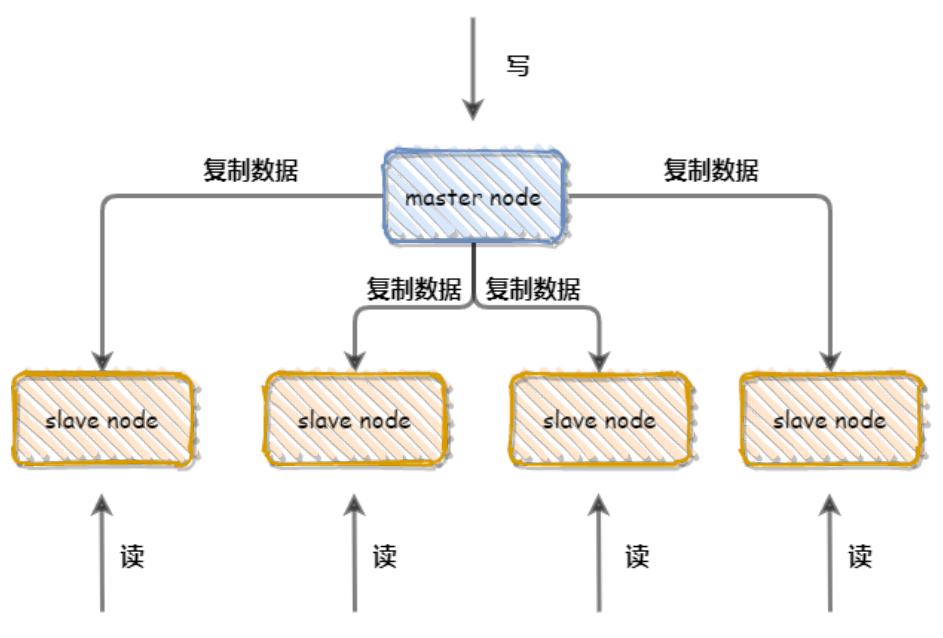 写
复制数据
复制数据
master node
复制数据
复制数据
slave node
slave node
slave node
slave node
读
读
读
读